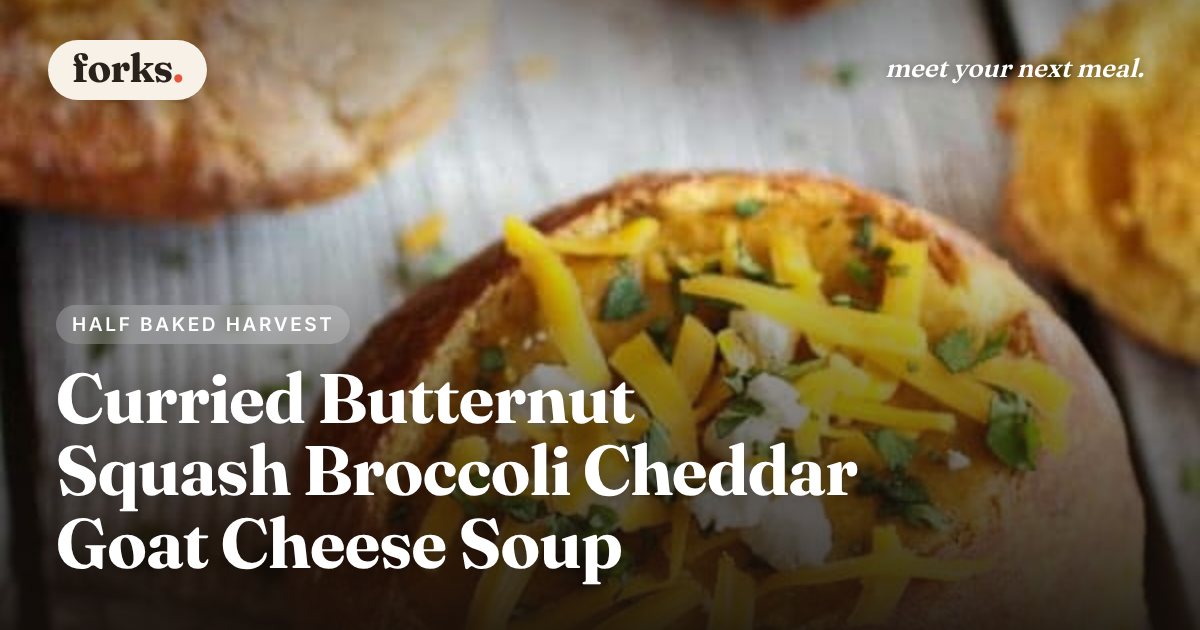 forks.
meet your next meal.
HALF BAKED HARVEST
Curried Butternut
Squash Broccoli Cheddar
Goat Cheese Soup